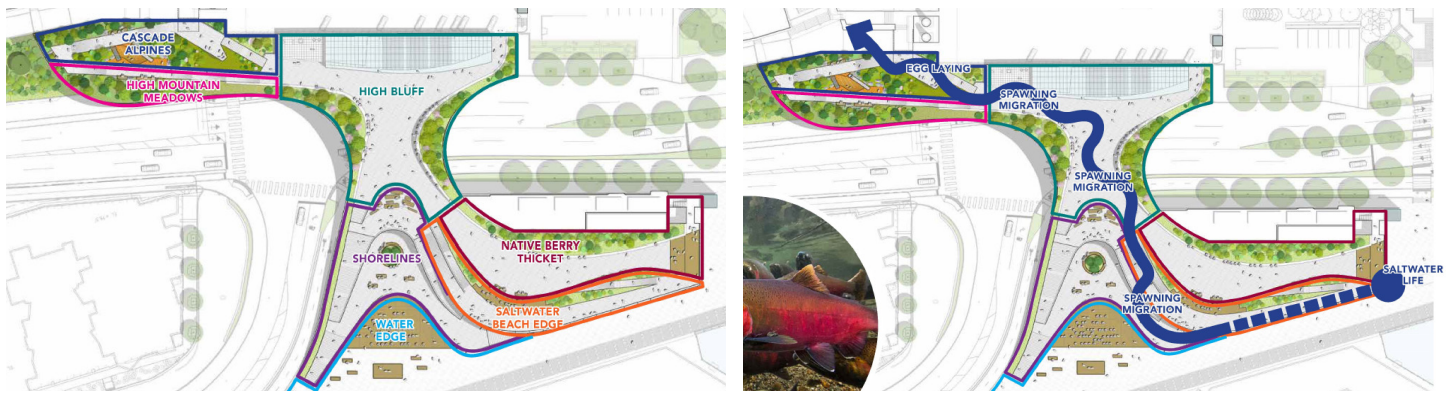 CASCADE
ALPINES
HIGH MOUNTAIN
MEADOWS
HIGH BLUFF
SHORELINES
NATIVE BERRY
THICKET
SALTWATER
BEACH EDGE
WATER
EDGE
EGG LAYING
SPAWNING
MIGRATION
SPAWNING
MIGRATION
SPAWNING
MIGRATION
SALTWATER
LIFE